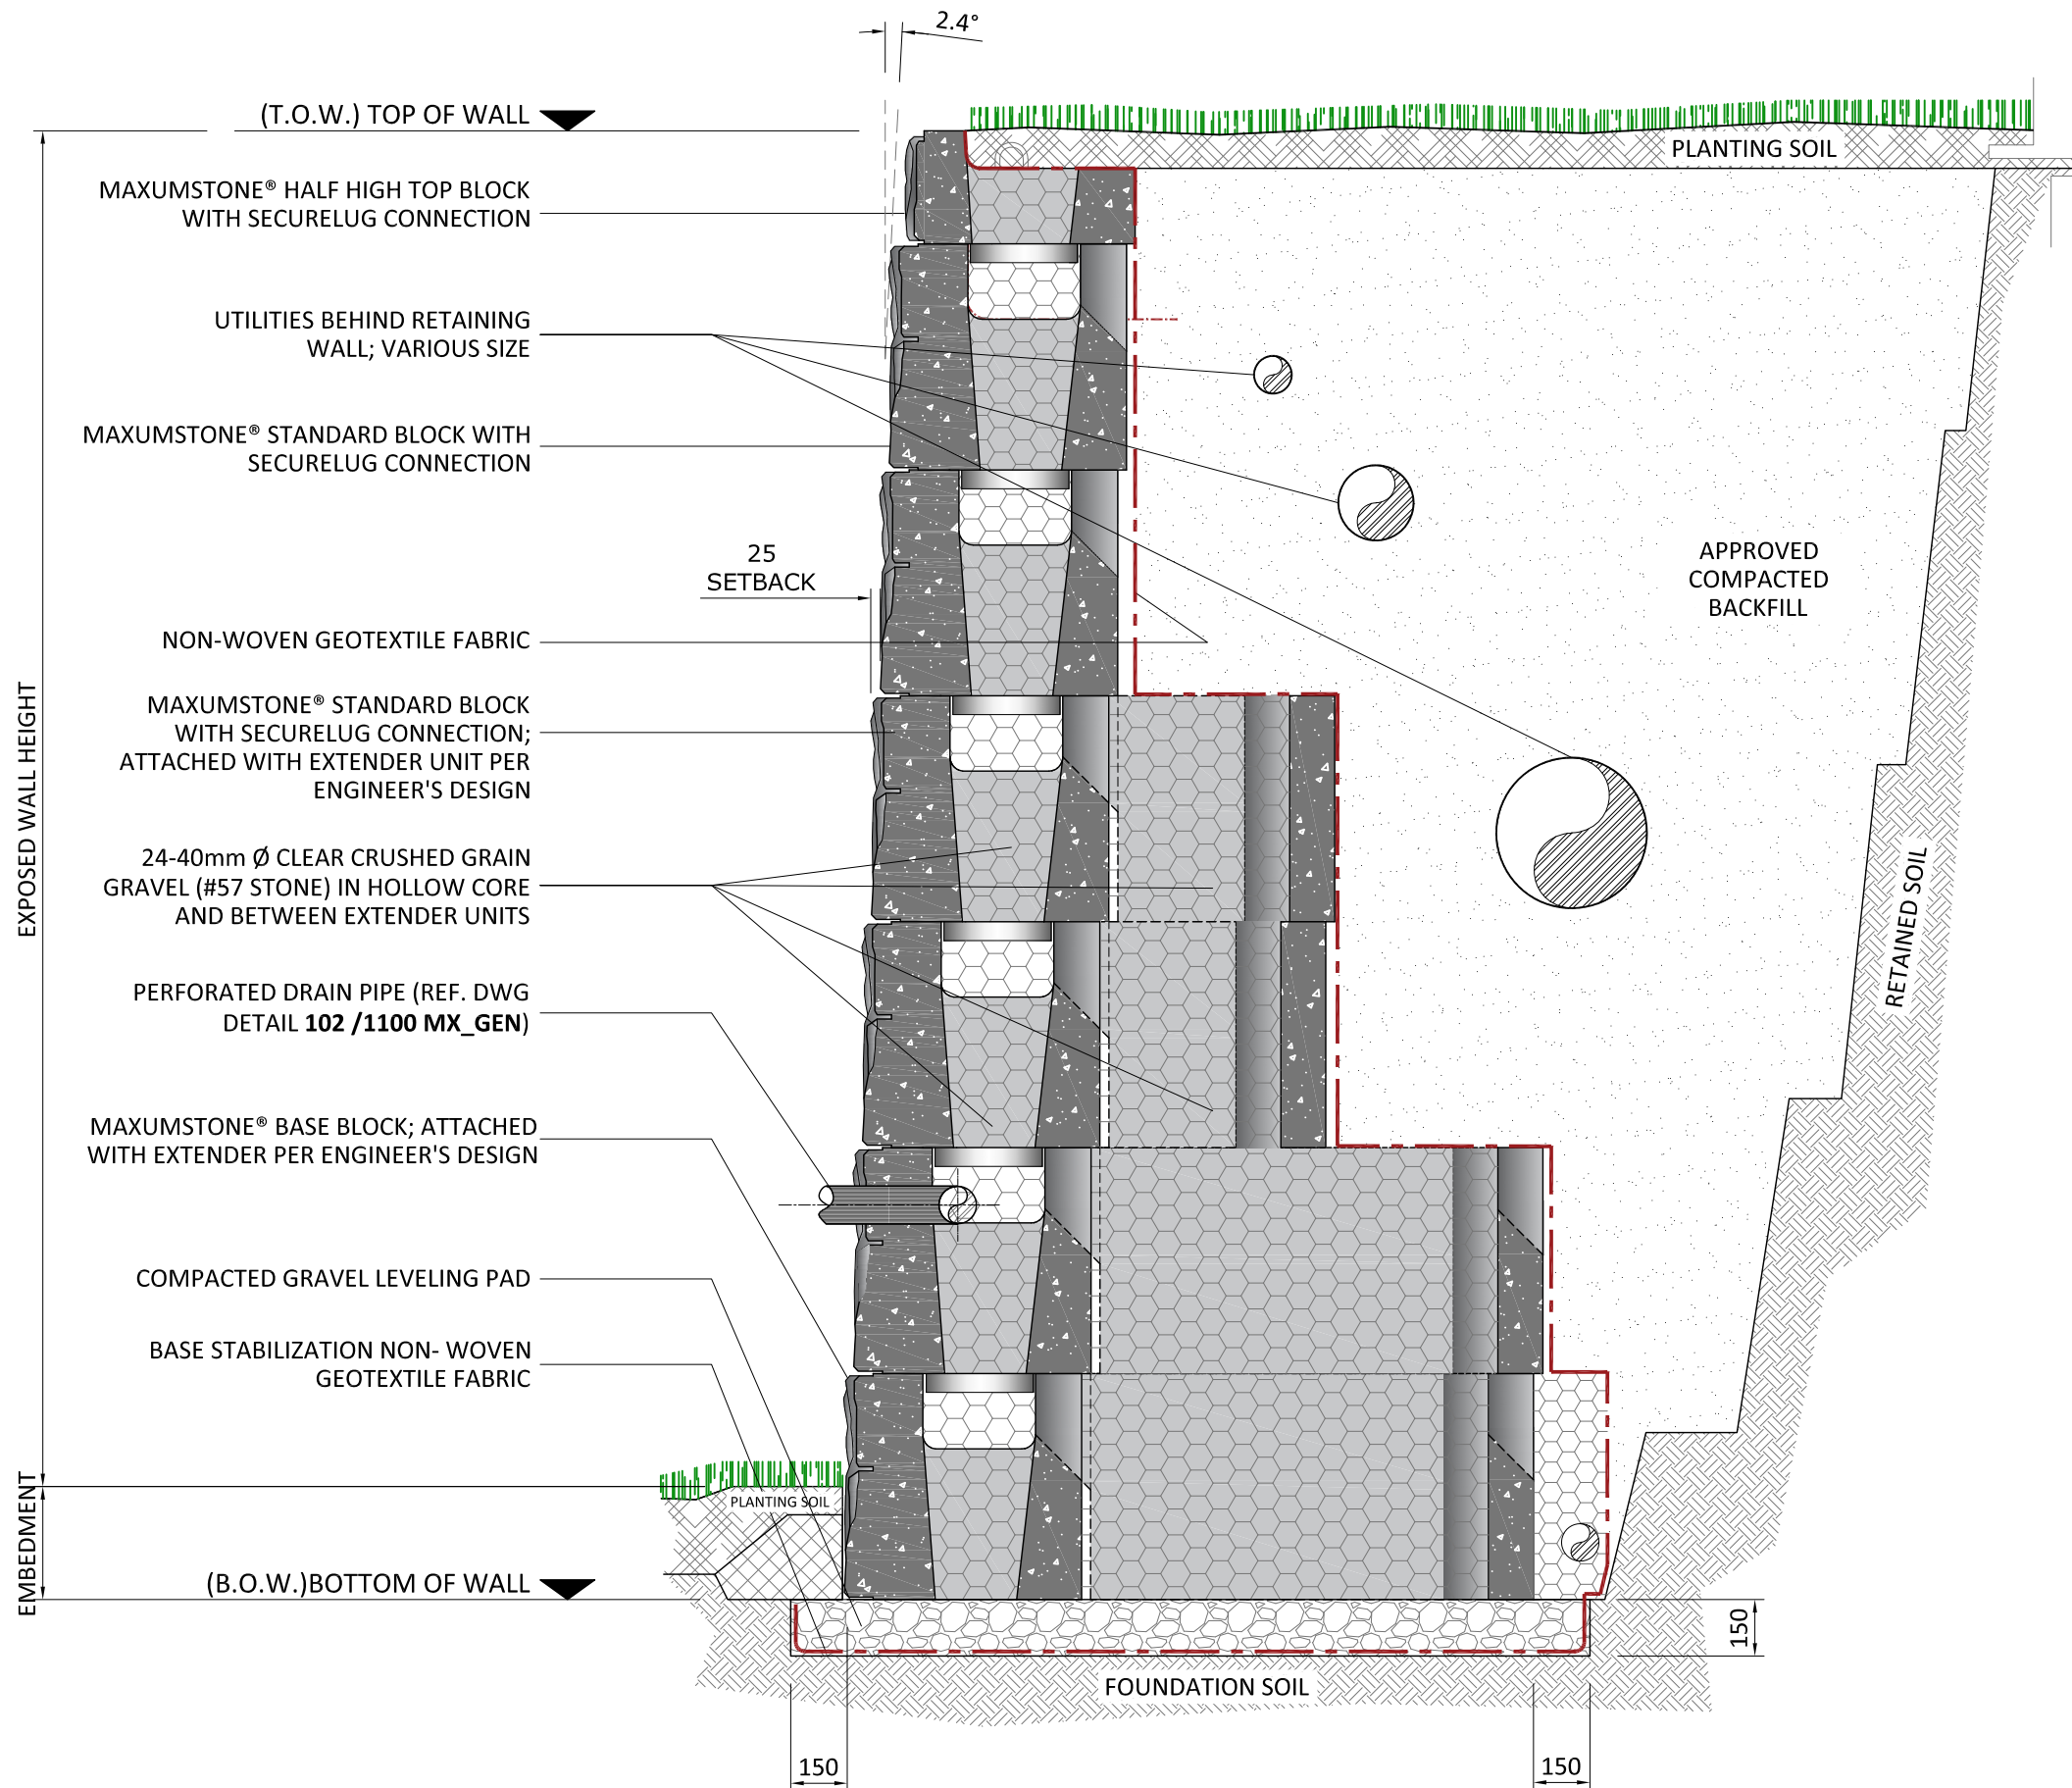 2.4°
(T.O.W.) TOP OF WALL
PLANTING SOIL
MAXUMSTONE® HALF HIGH TOP BLOCK
WITH SECURELUG CONNECTION
UTILITIES BEHIND RETAINING
WALL; VARIOUS SIZE
MAXUMSTONE® STANDARD BLOCK WITH
SECURELUG CONNECTION
25
SETBACK
APPROVED
COMPACTED
BACKFILL
NON-WOVEN GEOTEXTILE FABRIC
EXPOSED WALL HEIGHT
MAXUMSTONE® STANDARD BLOCK
WITH SECURELUG CONNECTION;
ATTACHED WITH EXTENDER UNIT PER
ENGINEER'S DESIGN
24-40mm Ø CLEAR CRUSHED GRAIN
GRAVEL (#57 STONE) IN HOLLOW CORE
AND BETWEEN EXTENDER UNITS
RETAINED SOIL
PERFORATED DRAIN PIPE (REF. DWG
DETAIL 102 /1100 MX_GEN)
MAXUMSTONE® BASE BLOCK; ATTACHED
WITH EXTENDER PER ENGINEER'S DESIGN
COMPACTED GRAVEL LEVELING PAD
BASE STABILIZATION NON- WOVEN
GEOTEXTILE FABRIC
EMBEDMENT
PLANTING SOIL
(B.O.W.)BOTTOM OF WALL
150
FOUNDATION SOIL
150
150